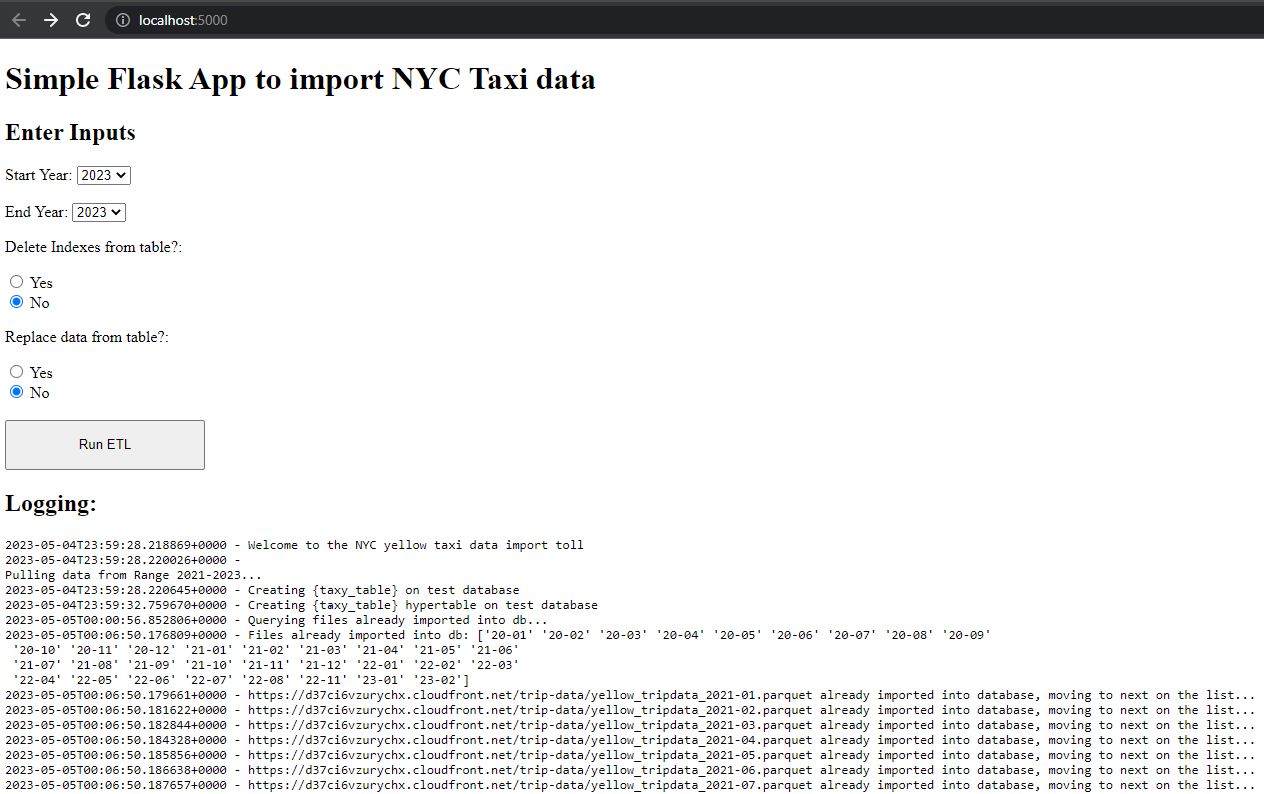 localhost:5000
Simple Flask App to import NYC Taxi data
Enter Inputs
Start Year: 2023
End Year: 2023
Delete Indexes from table?:
Yes
No
Replace data from table?:
Yes
No
Run ETL
Logging:
2023-05-04T23:59:28.218869+0000 - Welcome to the NYC yellow taxi data import toll
2023-05-04T23:59:28.220026+0000 -
Pulling data from Range 2021-2023...
2023-05-04T23:59:28.220645+0000 - Creating {taxy_table} on test database
2023-05-04T23:59:32.759670+0000 - Creating {taxy_table} hypertable on test database
2023-05-05T00:00:56.852806+0000 - Querying files already imported into db...
2023-05-05T00:06:50.176809+0000 - Files already imported into db: ['20-01' '20-02' '20-03' '20-04' '20-05' '20-06' '20-07' '20-08' '20-09'
'20-10' '20-11' '20-12' '21-01' '21-02' '21-03' '21-04' '21-05' '21-06'
'21-07' '21-08' '21-09' '21-10' '21-11' '21-12' '22-01' '22-02' '22-03'
'22-04' '22-05' '22-06' '22-07' '22-08' '22-11' '23-01' '23-02']
2023-05-05T00:06:50.179661+0000 - https://d37ci6vzurychx.cloudfront.net/trip-data/yellow_tripdata_2021-01.parquet already imported into database, moving to next on the list...
2023-05-05T00:06:50.181622+0000 - https://d37ci6vzurychx.cloudfront.net/trip-data/yellow_tripdata_2021-02.parquet already imported into database, moving to next on the list...
2023-05-05T00:06:50.182844+0000 - https://d37ci6vzurychx.cloudfront.net/trip-data/yellow_tripdata_2021-03.parquet already imported into database, moving to next on the list...
2023-05-05T00:06:50.184328+0000 - https://d37ci6vzurychx.cloudfront.net/trip-data/yellow_tripdata_2021-04.parquet already imported into database, moving to next on the list...
2023-05-05T00:06:50.185856+0000 - https://d37ci6vzurychx.cloudfront.net/trip-data/yellow_tripdata_2021-05.parquet already imported into database, moving to next on the list...
2023-05-05T00:06:50.186638+0000 - https://d37ci6vzurychx.cloudfront.net/trip-data/yellow_tripdata_2021-06.parquet already imported into database, moving to next on the list...
2023-05-05T00:06:50.187657+0000 - https://d37ci6vzurychx.cloudfront.net/trip-data/yellow_tripdata_2021-07.parquet already imported into database, moving to next on the list...